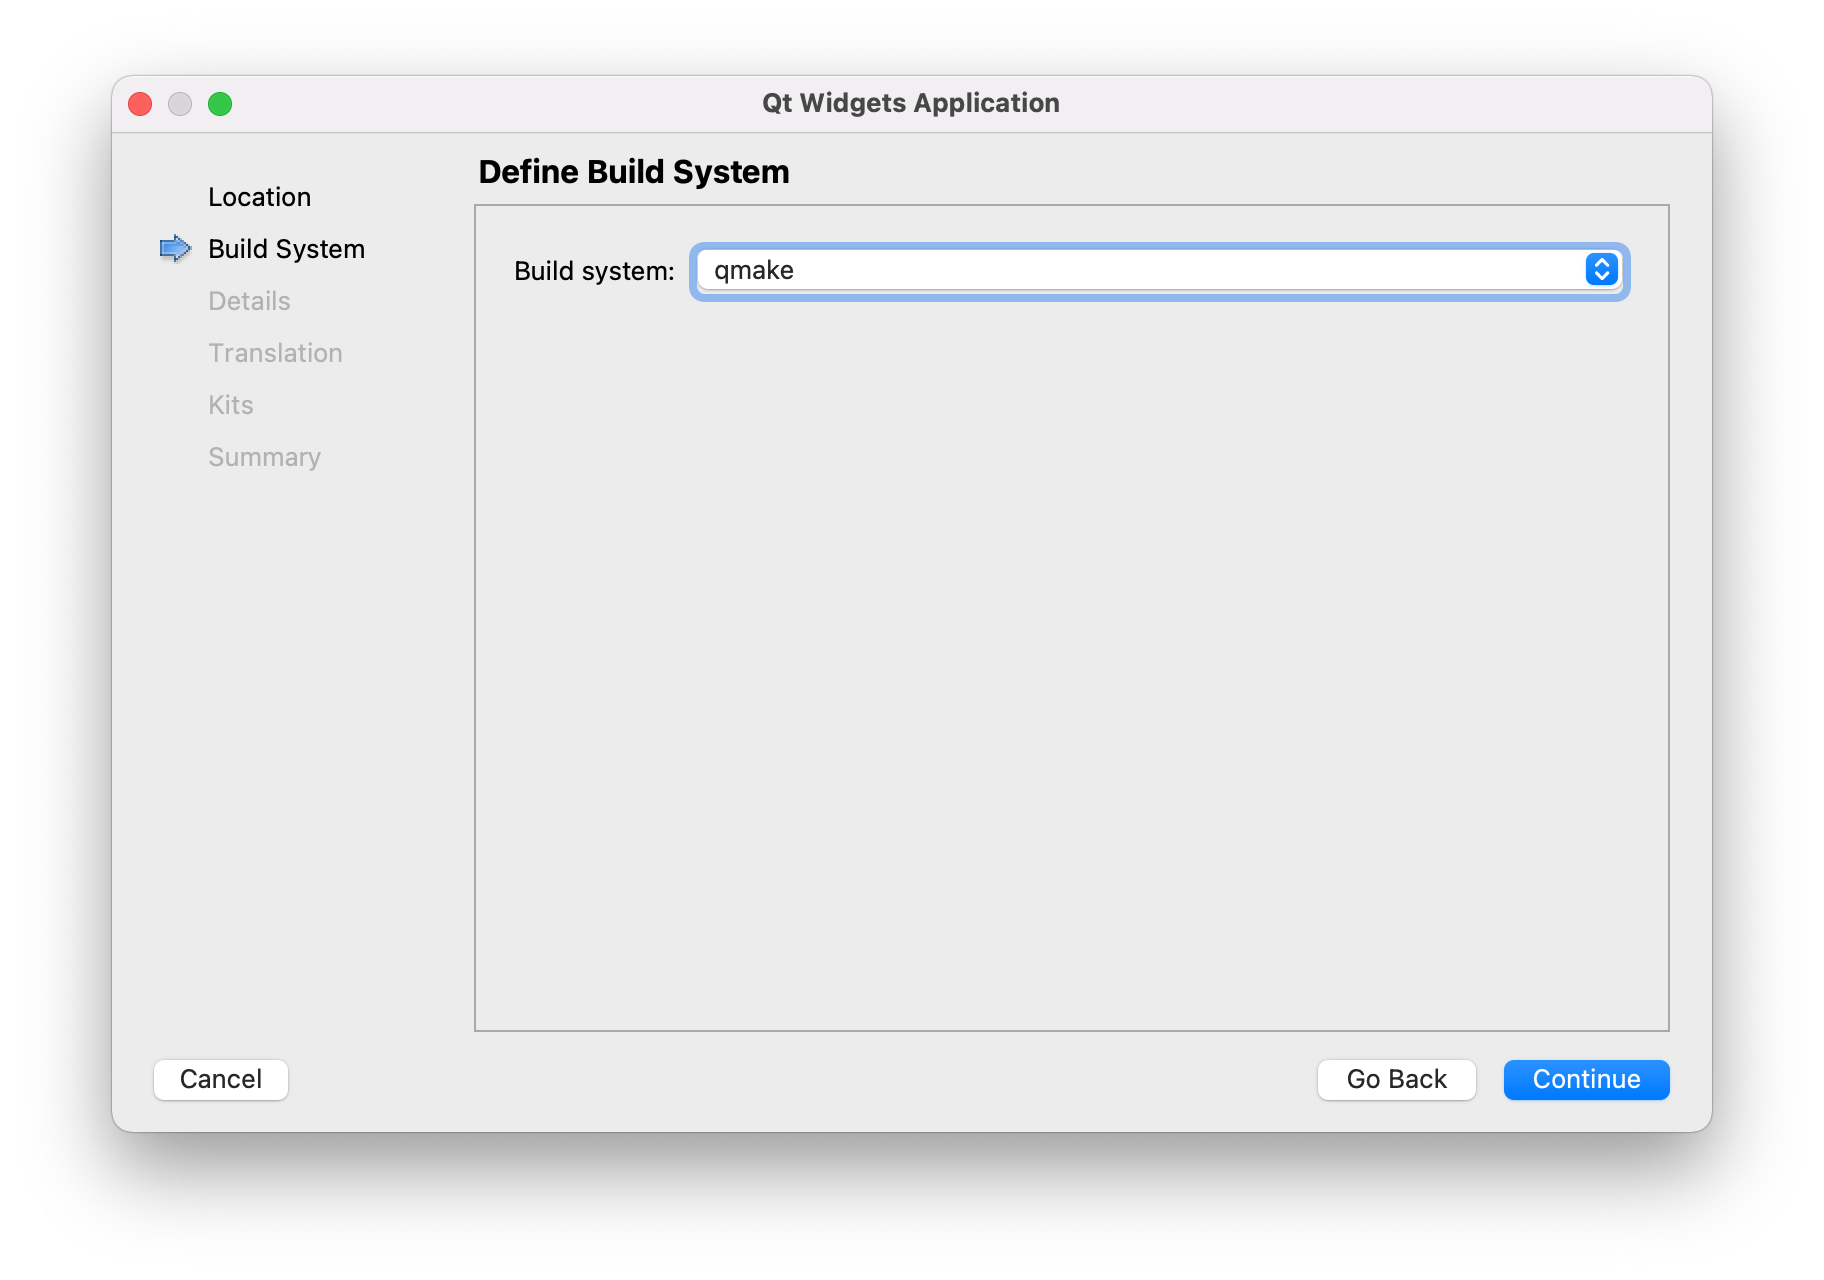 Qt Widgets Application
Location
Build System
Details
Translation
Kits
Summary
Define Build System
Build system: qmake
Cancel
Go Back
Continue